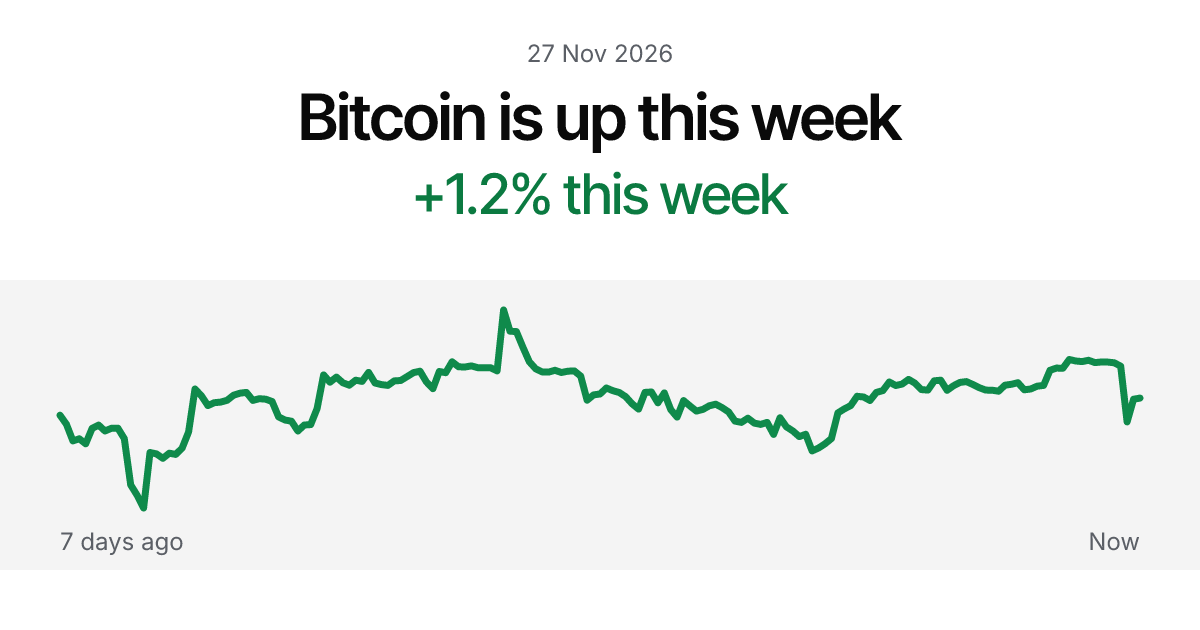 27 Nov 2026
Bitcoin is up this week
+1.2% this week
7 days ago
Now